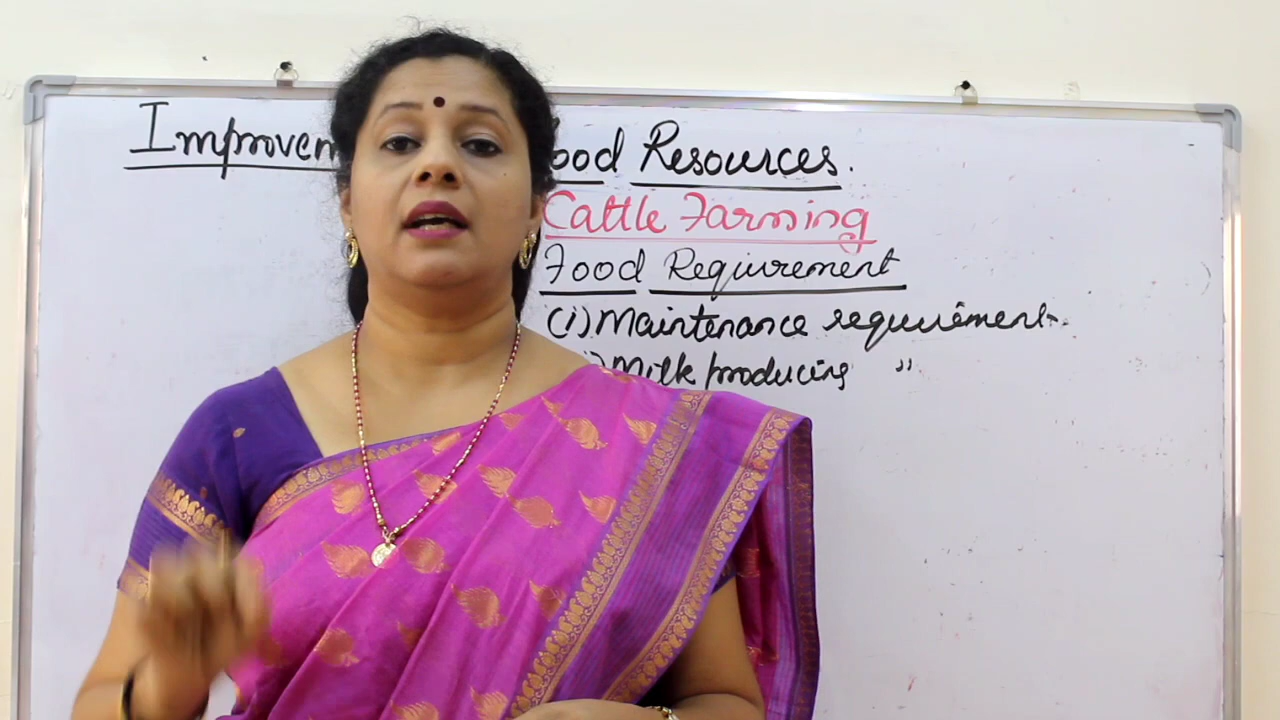 Improvem ood Resources.
Cattle Farming
Food Requirement
(i) Maintenance requirement.
i) Milk producing "